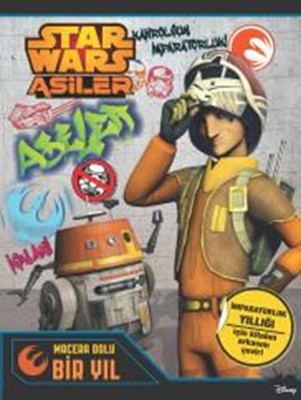 STAR
WARS
ASİLER
KAHROLSUN
İMPARATORLUK!
ASİLER
KALAN!
İMPARATORLUK
YILLIĞI
için kitabın
arkasını
çevir!
MACERA DOLU
BİR YIL
Disney